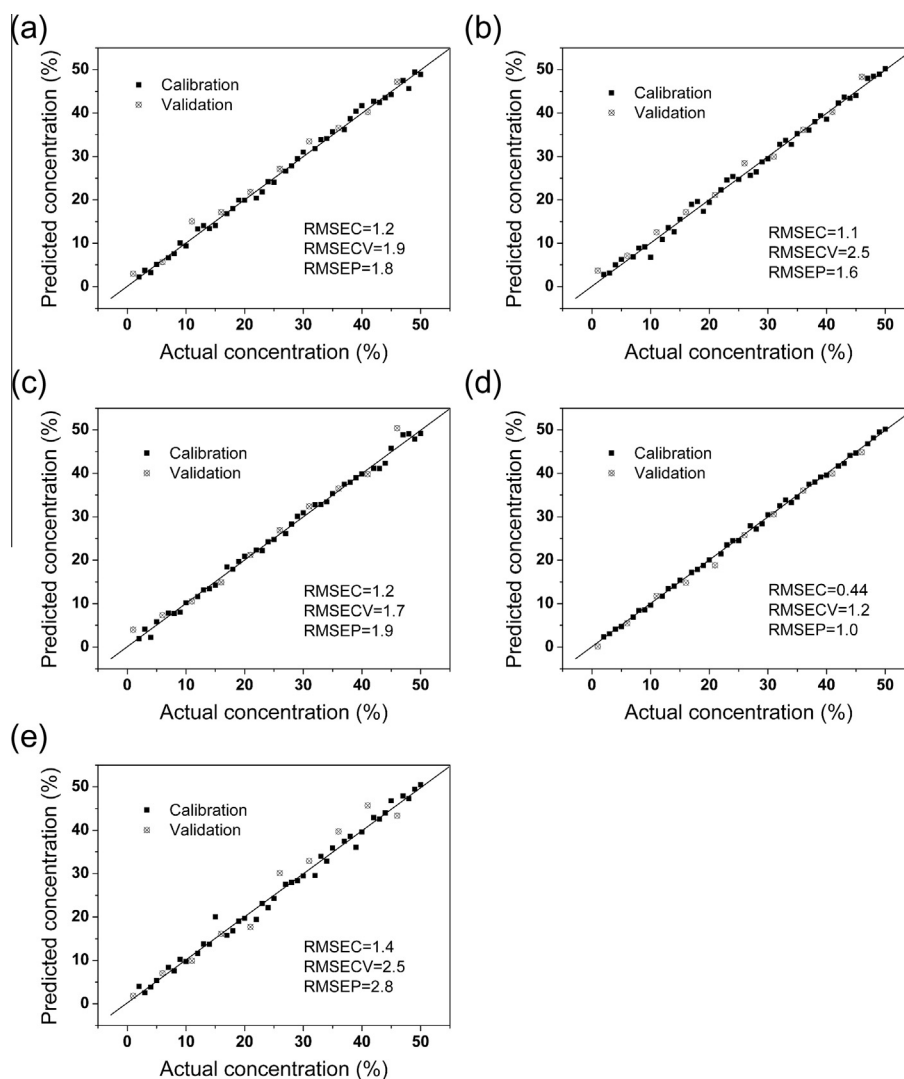 (a)
Predicted concentration (%)
50
40
30
20
10
0
Calibration
Validation
RMSEC=1.2
RMSECV=1.9
RMSEP=1.8
0 10 20 30 40 50
Actual concentration (%)
(b)
Predicted concentration (%)
50
40
30
20
10
0
Calibration
Validation
RMSEC=1.1
RMSECV=2.5
RMSEP=1.6
0 10 20 30 40 50
Actual concentration (%)
(c)
Predicted concentration (%)
50
40
30
20
10
0
Calibration
Validation
RMSEC=1.2
RMSECV=1.7
RMSEP=1.9
0 10 20 30 40 50
Actual concentration (%)
(d)
Predicted concentration (%)
50
40
30
20
10
0
Calibration
Validation
RMSEC=0.44
RMSECV=1.2
RMSEP=1.0
0 10 20 30 40 50
Actual concentration (%)
(e)
Predicted concentration (%)
50
40
30
20
10
0
Calibration
Validation
RMSEC=1.4
RMSECV=2.5
RMSEP=2.8
0 10 20 30 40 50
Actual concentration (%)